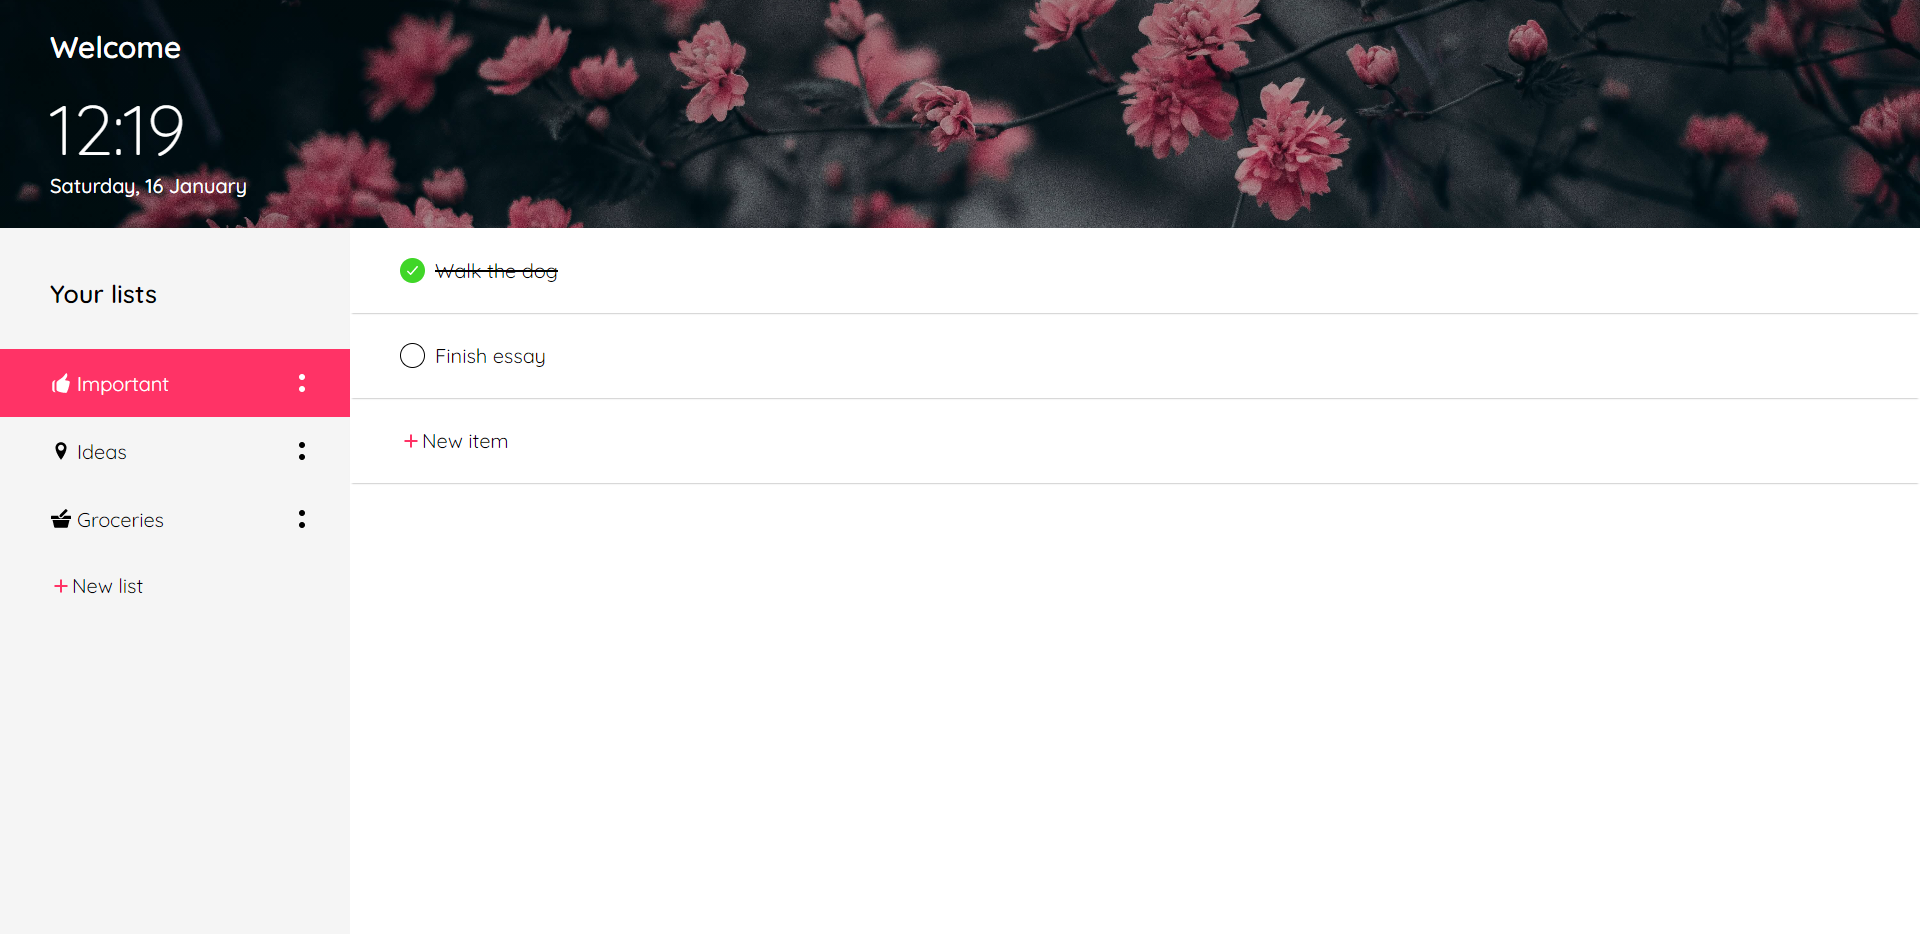 Welcome
12:19
Saturday, 16 January
Your lists
Important
Ideas
Groceries
+ New list
Walk the dog
Finish essay
+ New item